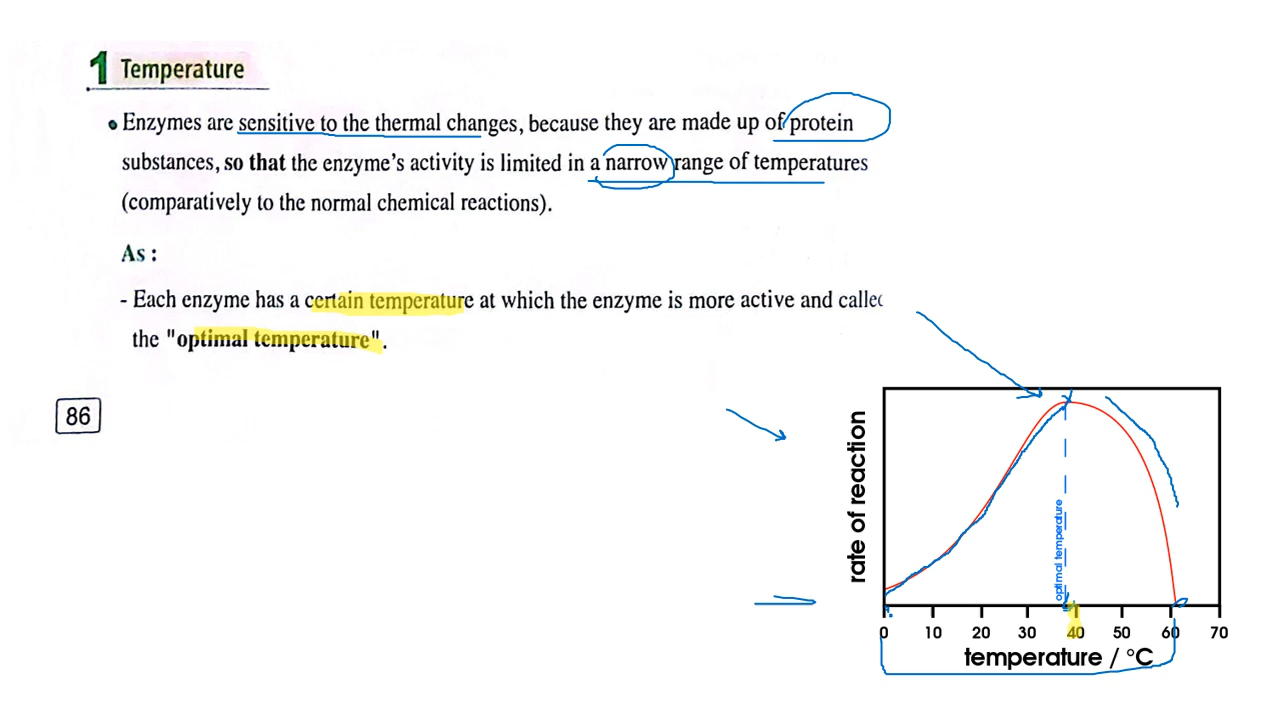 1 Temperature
• Enzymes are sensitive to the thermal changes, because they are made up of protein
substances, so that the enzyme's activity is limited in a narrow range of temperatures
(comparatively to the normal chemical reactions).
As :
- Each enzyme has a certain temperature at which the enzyme is more active and called
the "optimal temperature".
86
rate of reaction
optimal temperature
0 10 20 30 40 50 60 70
temperature / °C